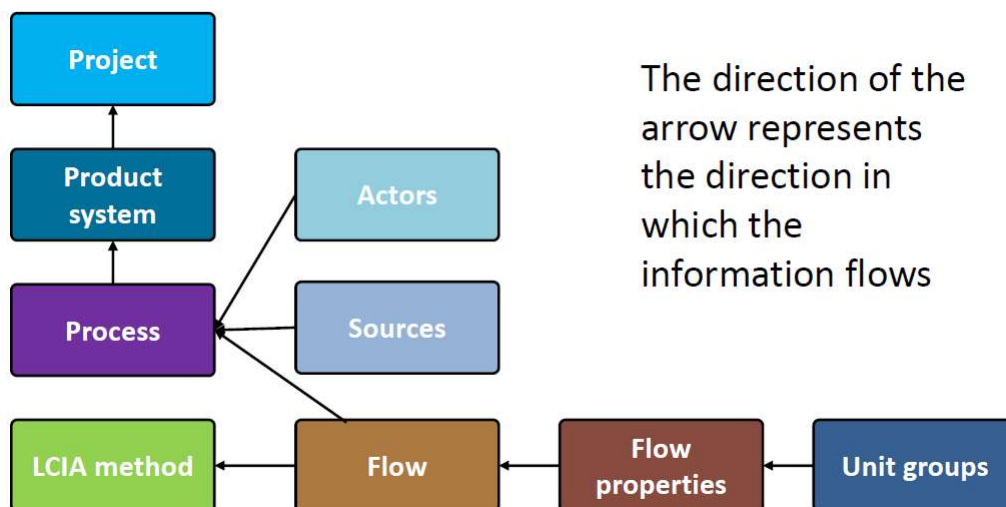 Project
Product
system
Actors
Process
Sources
LCIA method
Flow
Flow
properties
Unit groups
The direction of the
arrow represents
the direction in
which the
information flows